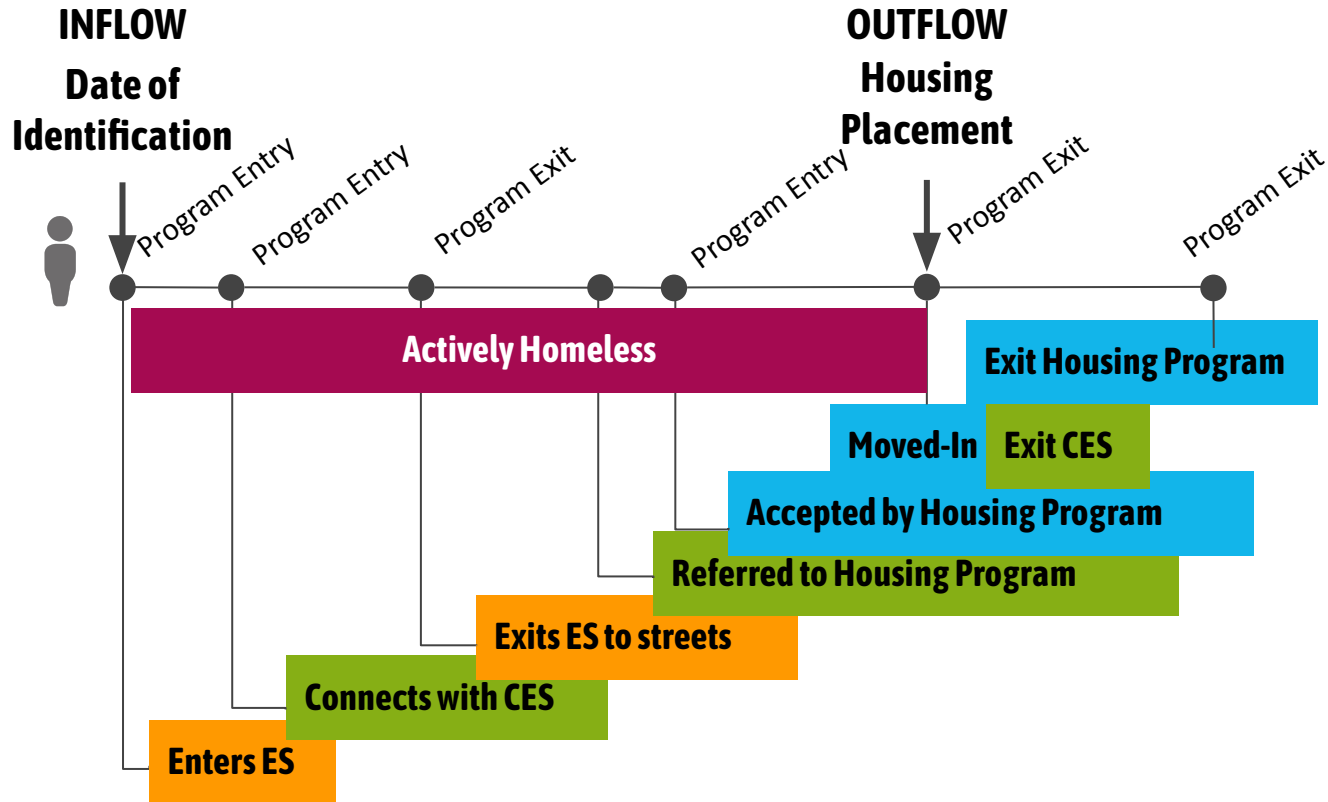 INFLOW
Date of
Identification
OUTFLOW
Housing
Placement
Program Entry
Program Entry
Program Exit
Program Entry
Program Exit
Program Exit
Actively Homeless
Exit Housing Program
Moved-In
Exit CES
Accepted by Housing Program
Referred to Housing Program
Exits ES to streets
Connects with CES
Enters ES